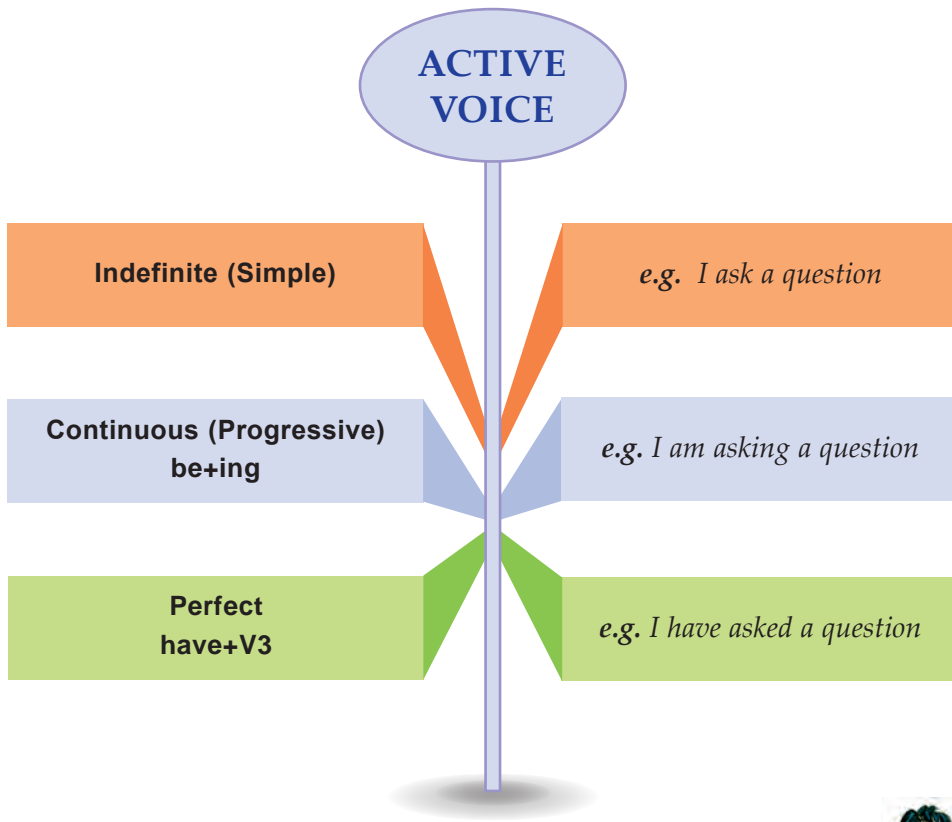 ACTIVE
VOICE
Indefinite (Simple)
e.g. I ask a question
Continuous (Progressive)
be+ing
e.g. I am asking a question
Perfect
have+V3
e.g. I have asked a question